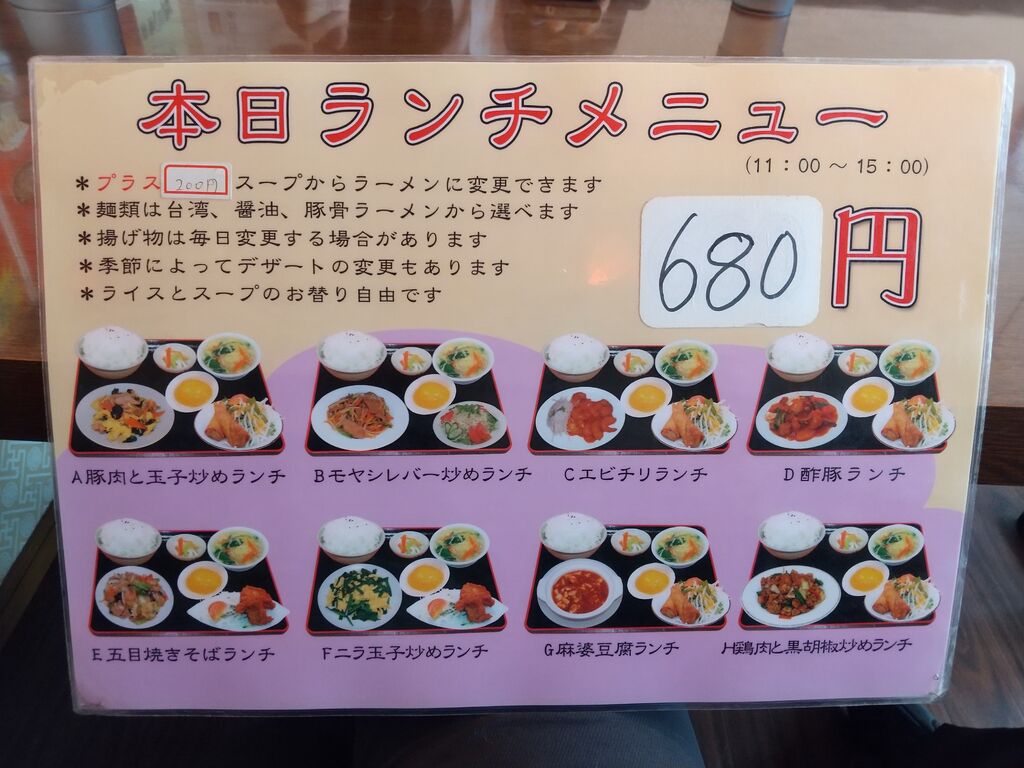 本日ランチメニュー
(11：00 ～ 15：00)
＊プラス 200円 スープからラーメンに変更できます
＊麺類は台湾、醤油、豚骨ラーメンから選べます
＊揚げ物は毎日変更する場合があります
＊季節によってデザートの変更もあります
＊ライスとスープのお替り自由です
680円
A豚肉と玉子炒めランチ
Bモヤシレバー炒めランチ
Cエビチリランチ
D酢豚ランチ
E五目焼きそばランチ
Fニラ玉子炒めランチ
G麻婆豆腐ランチ
H鶏肉と黒胡椒炒めランチ